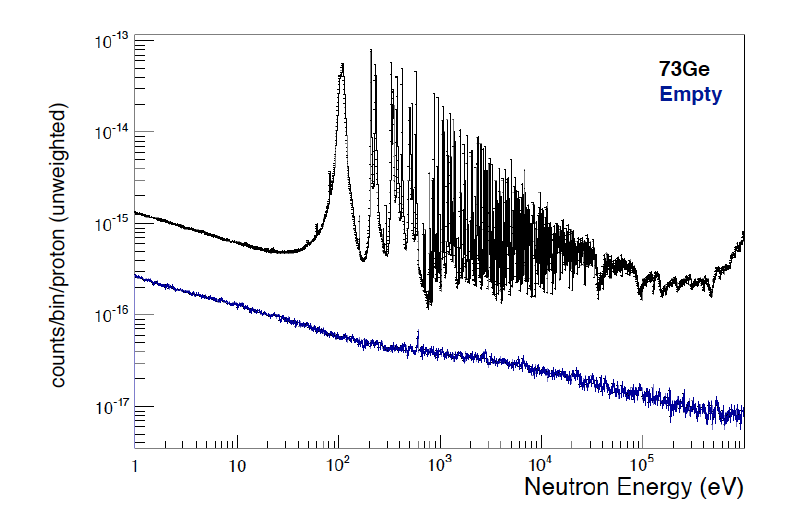 counts/bin/proton (unweighted)
10⁻¹³
10⁻¹⁴
10⁻¹⁵
10⁻¹⁶
10⁻¹⁷
73Ge
Empty
1 10 10² 10³ 10⁴ 10⁵
Neutron Energy (eV)